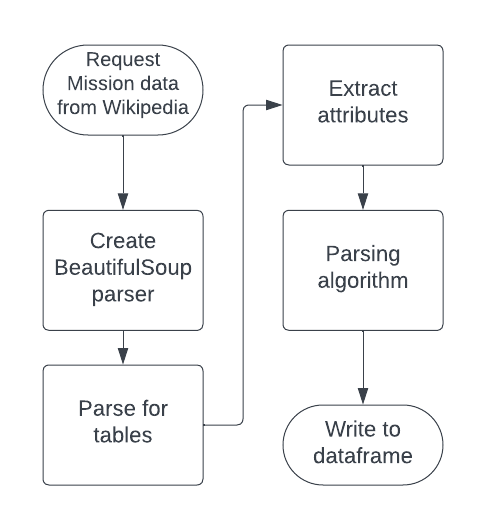 Request
Mission data
from Wikipedia
Create
BeautifulSoup
parser
Parse for
tables
Extract
attributes
Parsing
algorithm
Write to
dataframe